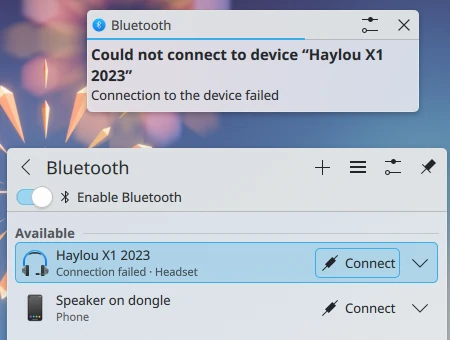 Bluetooth
Could not connect to device “Haylou X1
2023”
Connection to the device failed
Bluetooth
Enable Bluetooth
Available
Haylou X1 2023
Connection failed · Headset
Connect
Speaker on dongle
Phone
Connect